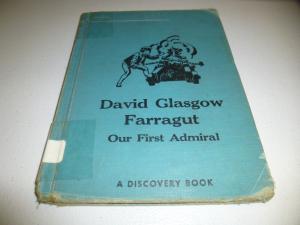 David Glasgow
Farragut
Our First Admiral
A DISCOVERY BOOK